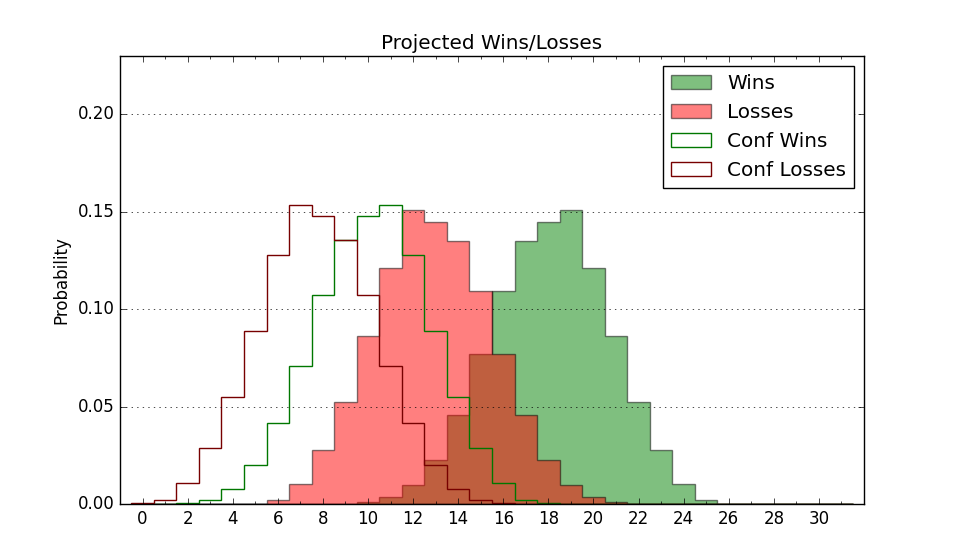 Projected Wins/Losses
Wins
Losses
Conf Wins
Conf Losses
Probability
0.20
0.15
0.10
0.05
0.00
0 2 4 6 8 10 12 14 16 18 20 22 24 26 28 30